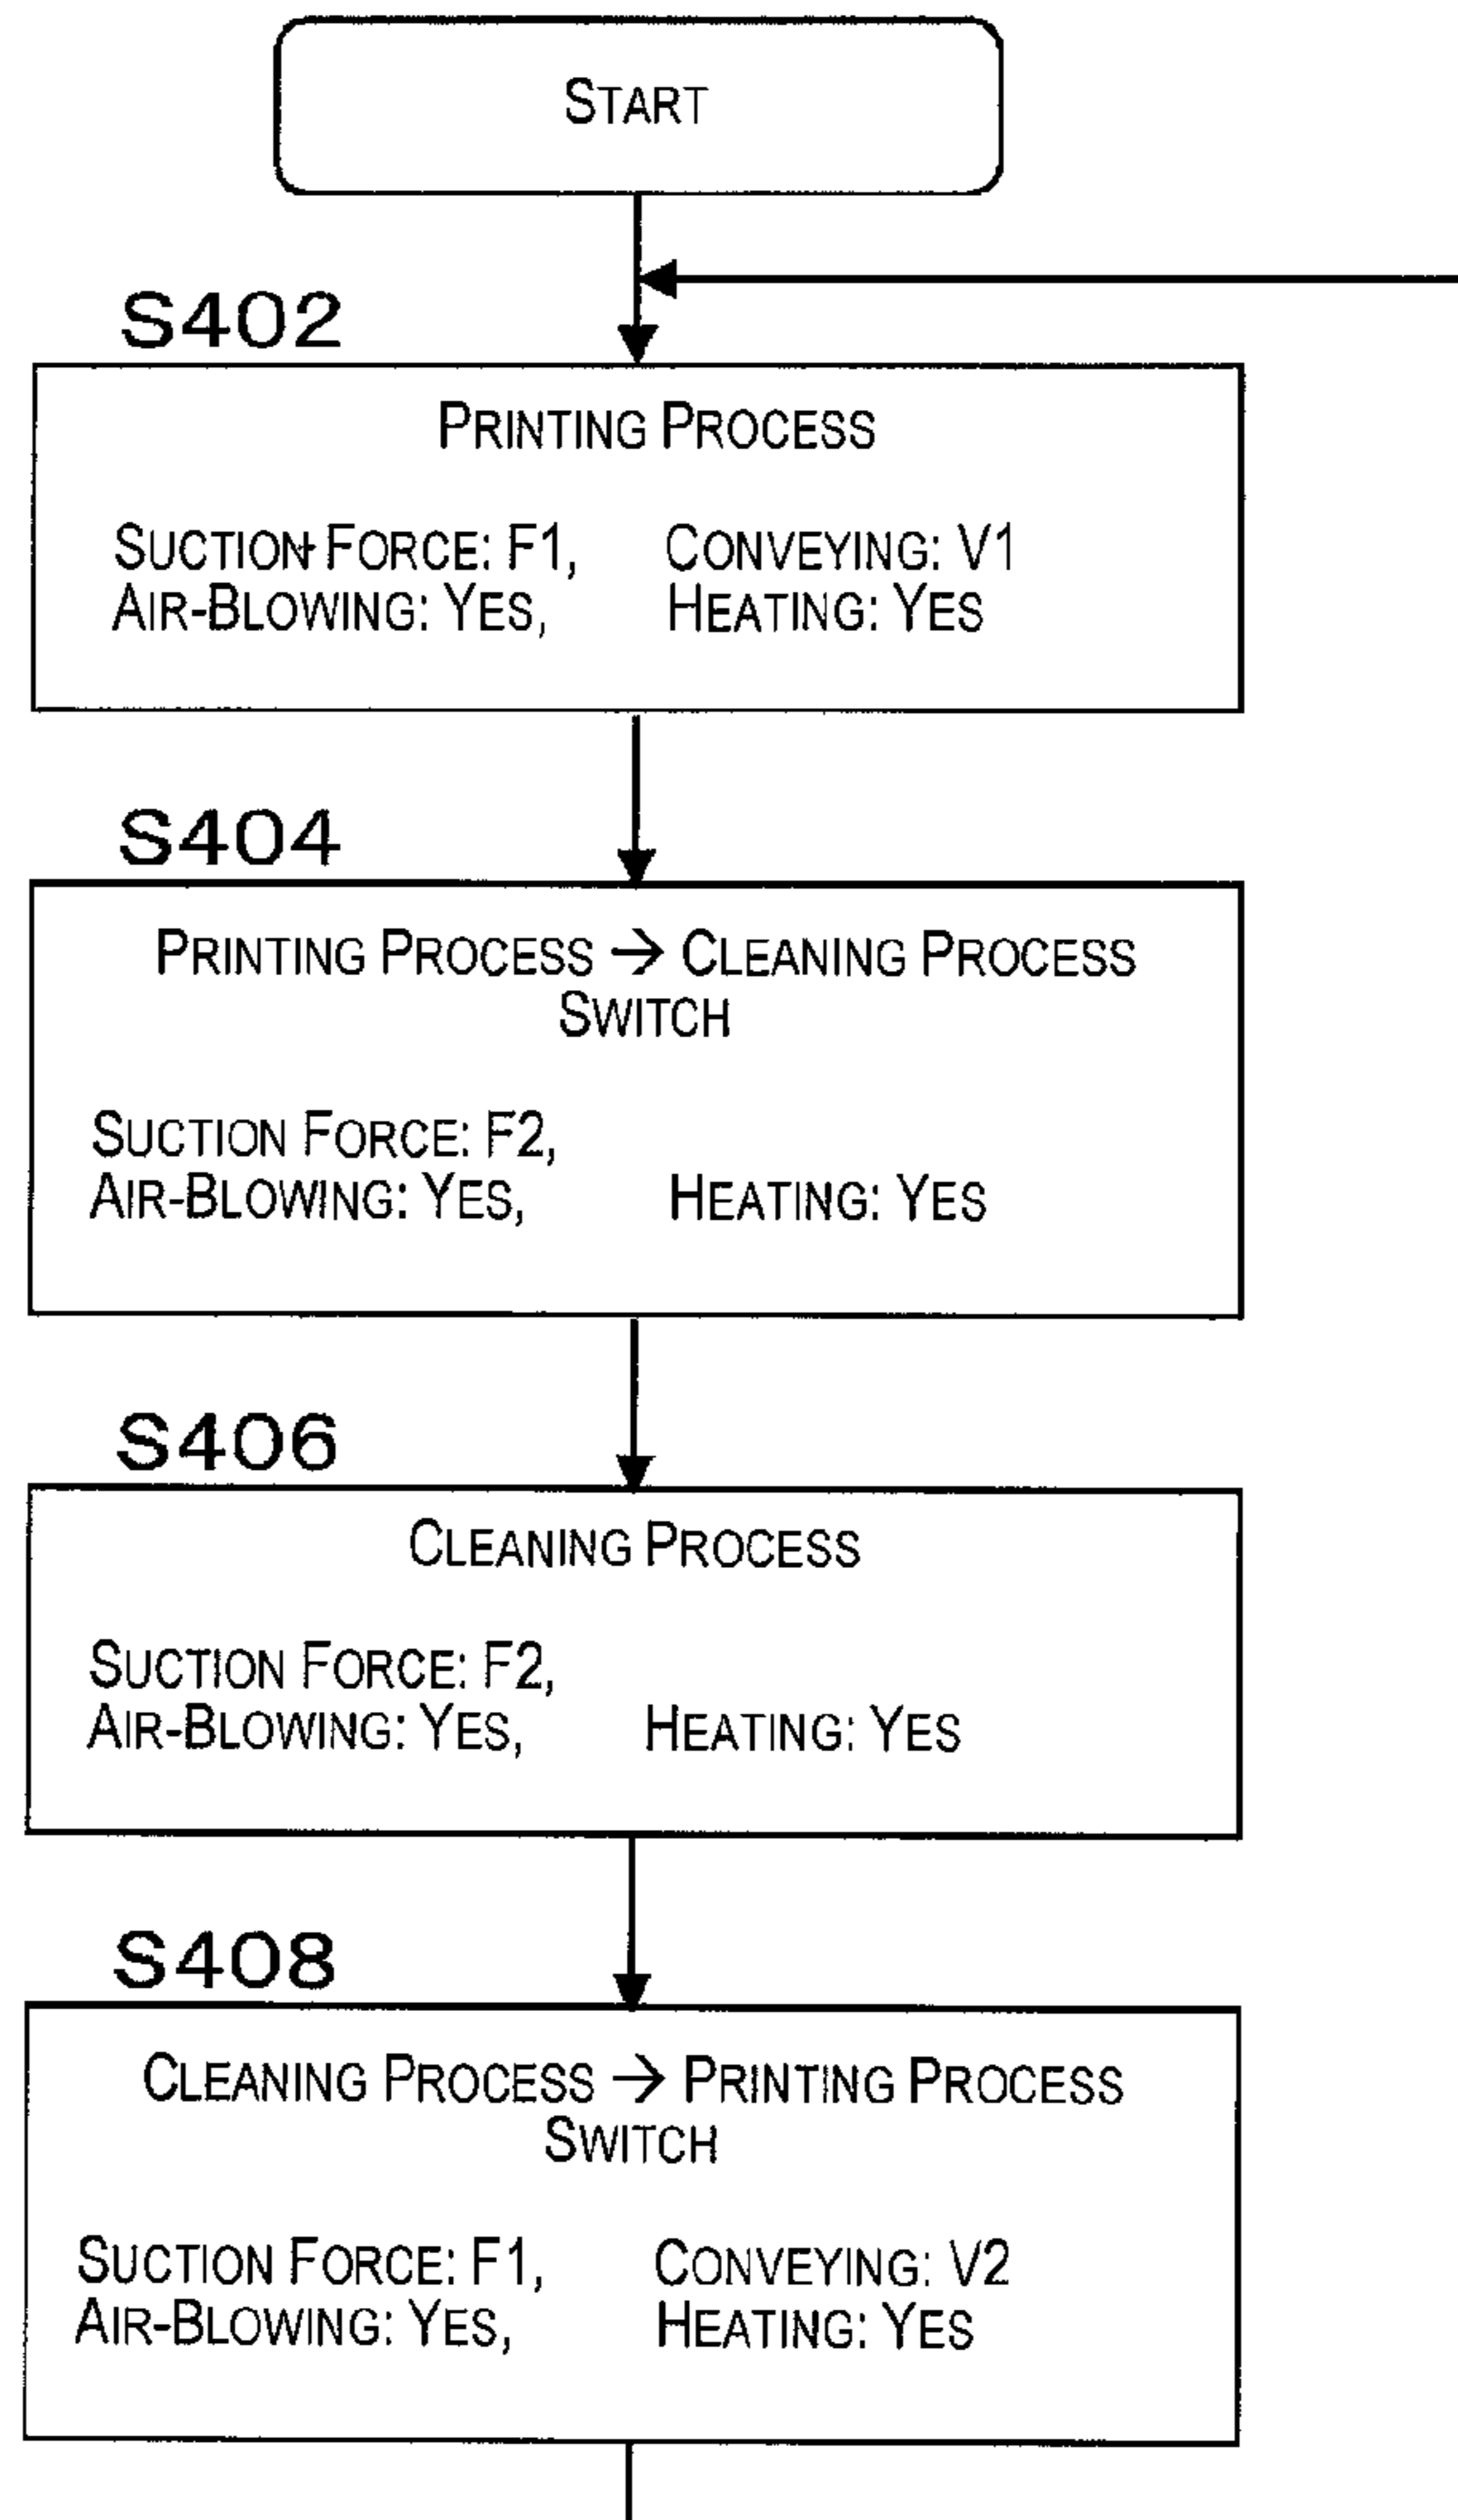 START
S402
PRINTING PROCESS
SUCTION FORCE: F1, CONVEYING: V1
AIR-BLOWING: YES, HEATING: YES
S404
PRINTING PROCESS → CLEANING PROCESS
SWITCH
SUCTION FORCE: F2,
AIR-BLOWING: YES, HEATING: YES
S406
CLEANING PROCESS
SUCTION FORCE: F2,
AIR-BLOWING: YES, HEATING: YES
S408
CLEANING PROCESS → PRINTING PROCESS
SWITCH
SUCTION FORCE: F1, CONVEYING: V2
AIR-BLOWING: YES, HEATING: YES